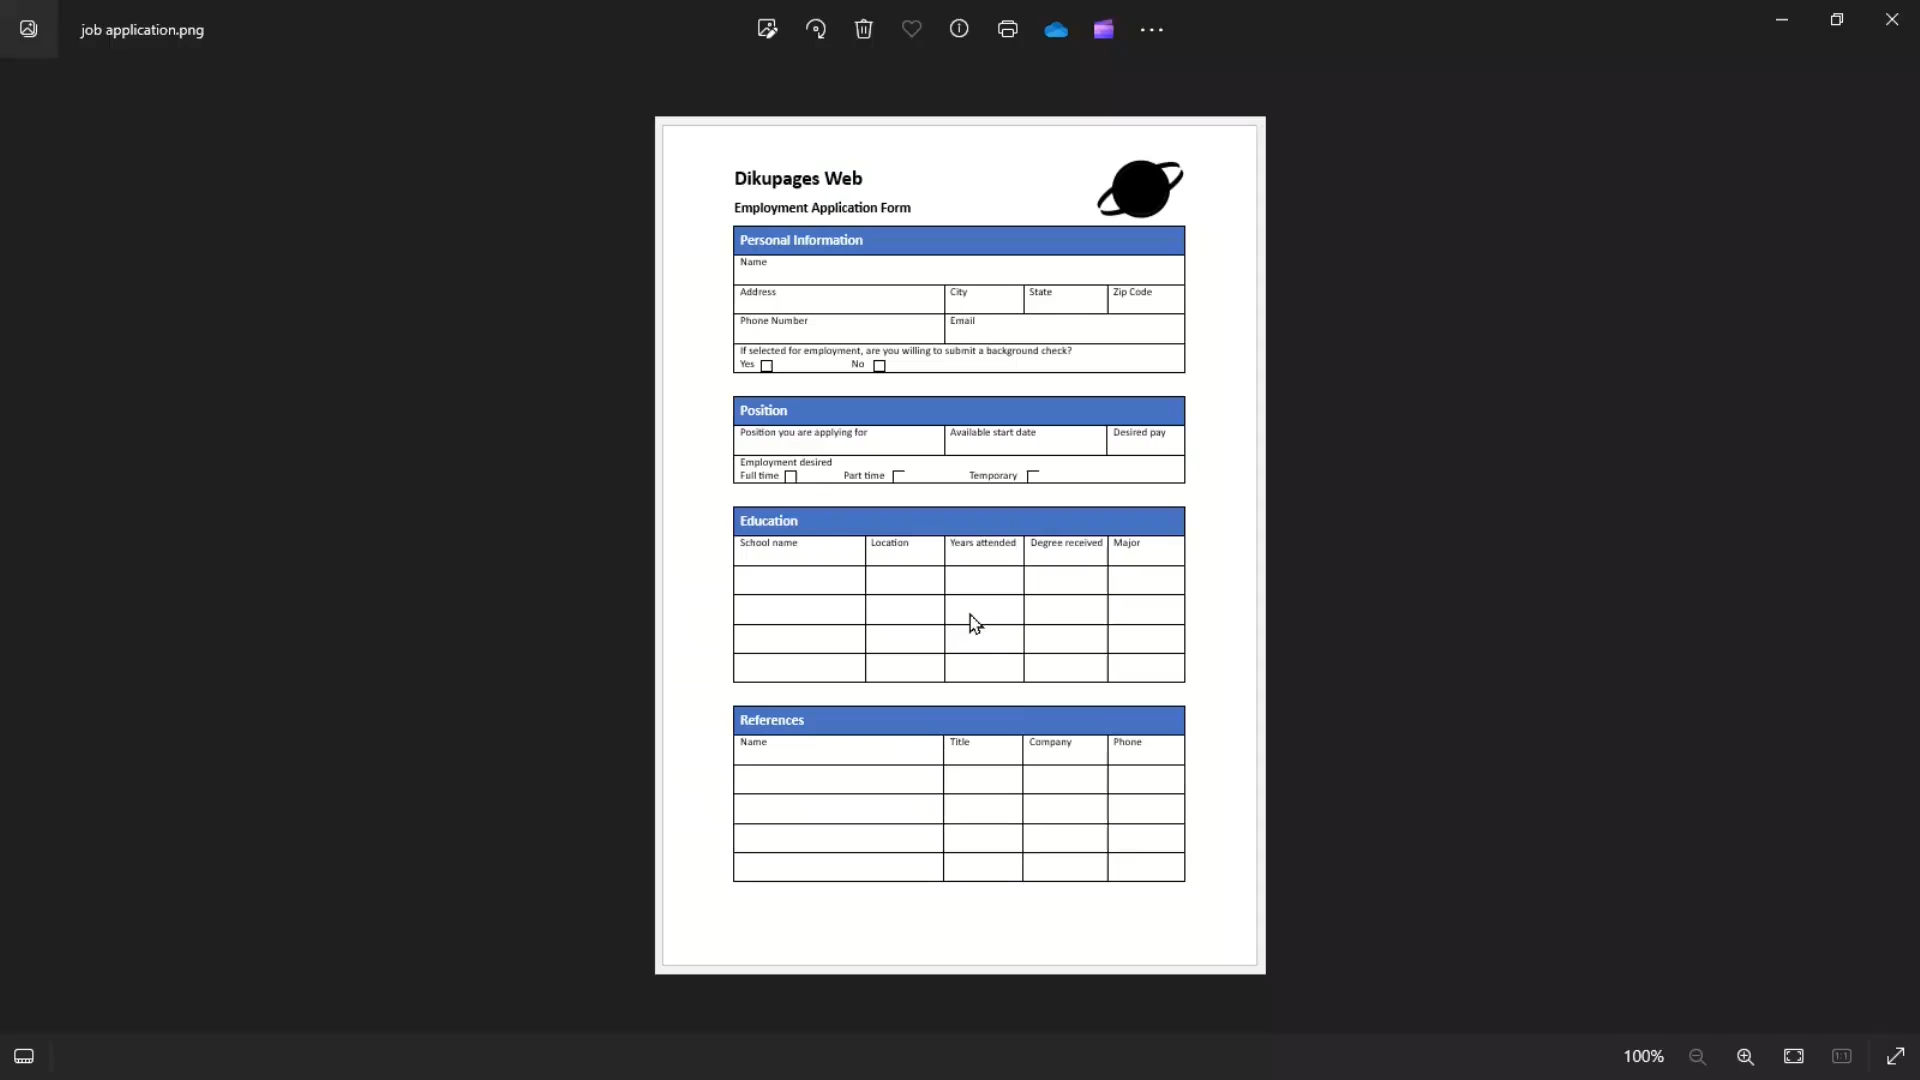 job application.png
Dikupages Web
Employment Application Form
Personal Information
Name
Address City State Zip Code
Phone Number Email
If selected for employment, are you willing to submit a background check?
Yes No
Position
Position you are applying for Available start date Desired pay
Employment desired
Full time Part time Temporary
Education
School name Location Years attended Degree received Major
References
Name Title Company Phone
100% 1:1